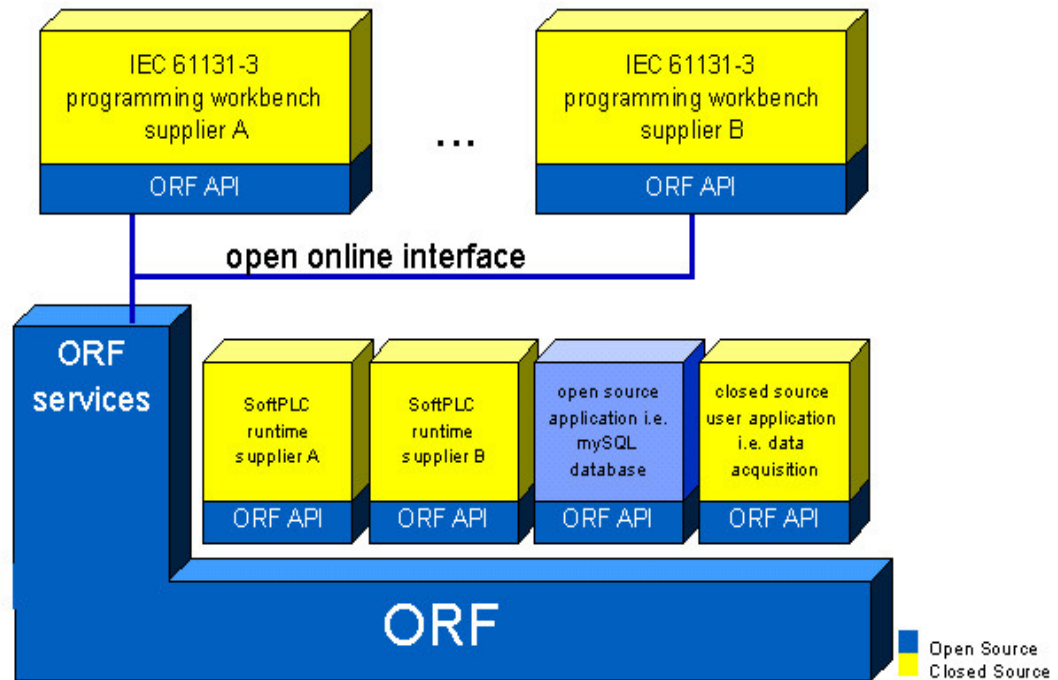 IEC 61131-3
programming workbench
supplier A
ORF API
...
IEC 61131-3
programming workbench
supplier B
ORF API
open online interface
ORF
services
SoftPLC
runtime
supplier A
ORF API
SoftPLC
runtime
supplier B
ORF API
open source
application i.e.
mySQL
database
ORF API
closed source
user application
i.e. data
acquisition
ORF API
ORF
Open Source
Closed Source